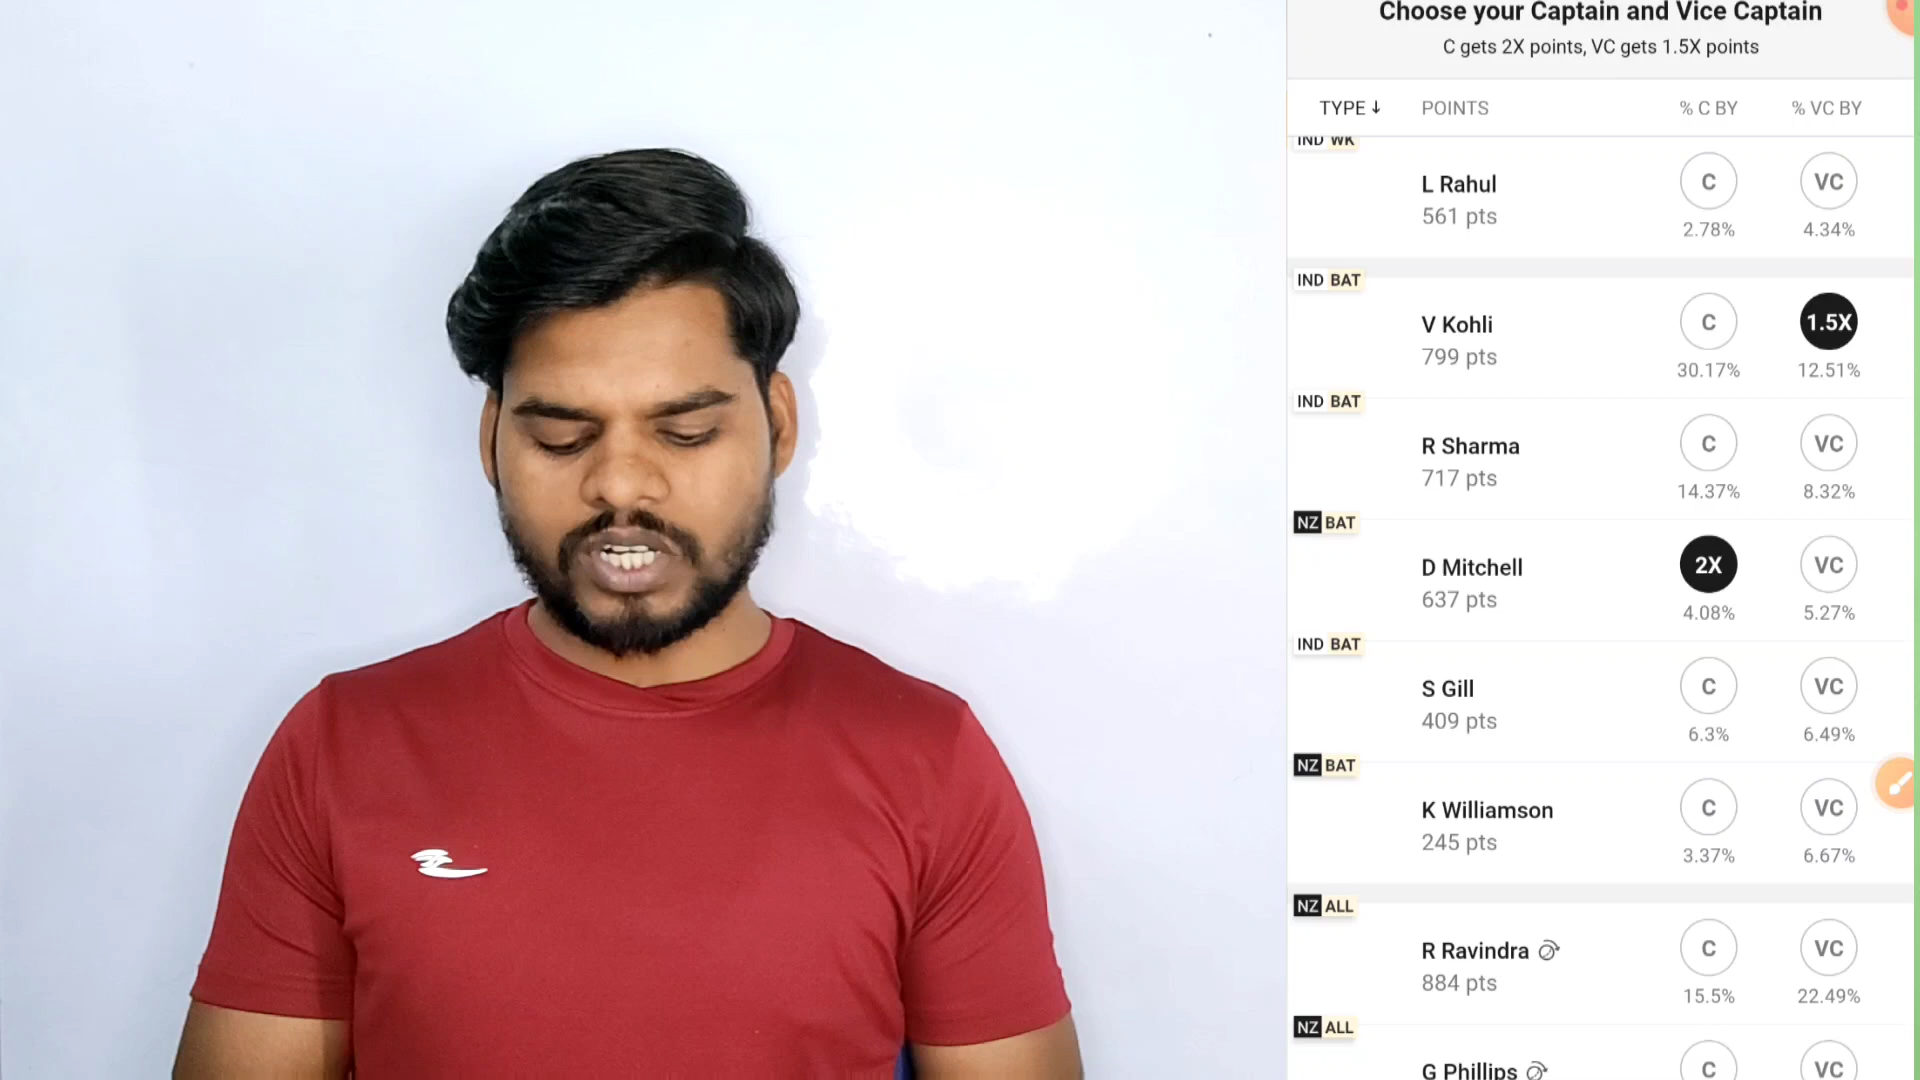 Choose your Captain and Vice Captain
C gets 2X points, VC gets 1.5X points
TYPE↓ POINTS % C BY % VC BY
IND WK
L Rahul C VC
561 pts 2.78% 4.34%
IND BAT
V Kohli C 1.5X
799 pts 30.17% 12.51%
IND BAT
R Sharma C VC
717 pts 14.37% 8.32%
NZ BAT
D Mitchell 2X VC
637 pts 4.08% 5.27%
IND BAT
S Gill C VC
409 pts 6.3% 6.49%
NZ BAT
K Williamson C VC
245 pts 3.37% 6.67%
NZ ALL
R Ravindra C VC
884 pts 15.5% 22.49%
NZ ALL
G Phillips C VC